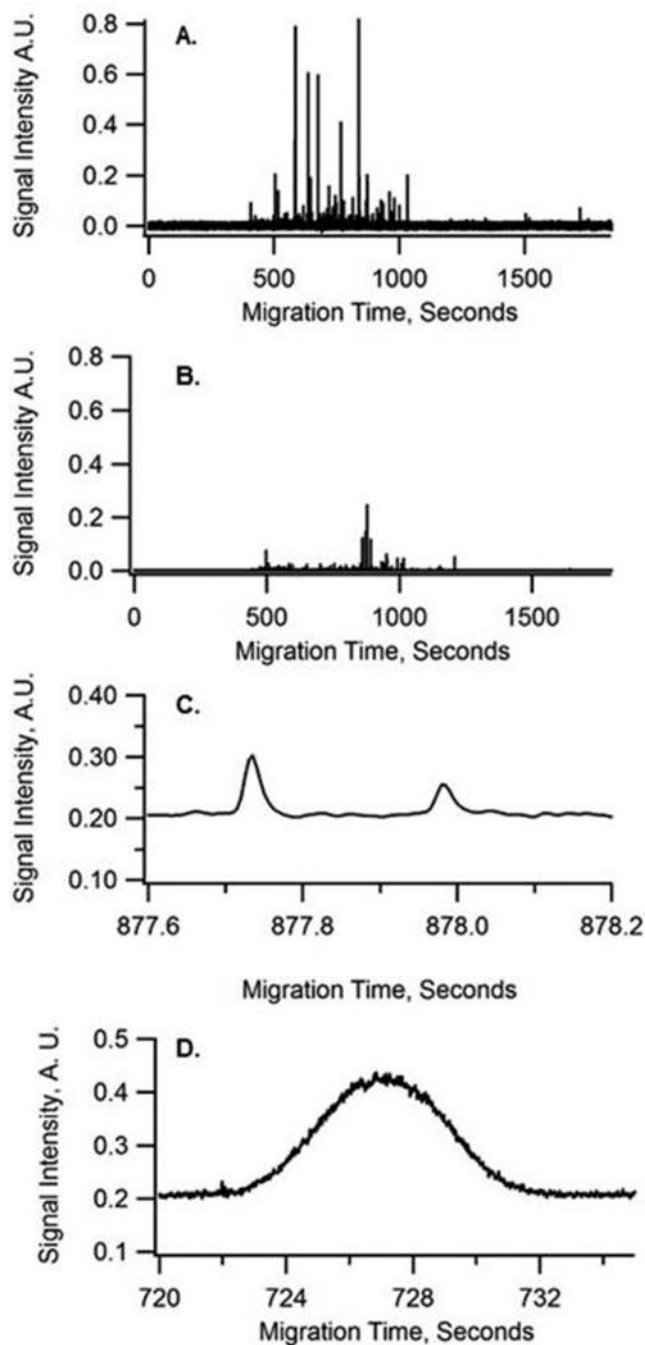 A.
Signal Intensity A.U.
0.8
0.6
0.4
0.2
0.0
0 500 1000 1500
Migration Time, Seconds
B.
Signal Intensity A.U.
0.8
0.6
0.4
0.2
0.0
0 500 1000 1500
Migration Time, Seconds
C.
Signal Intensity, A.U.
0.40
0.30
0.20
0.10
877.6 877.8 878.0 878.2
Migration Time, Seconds
D.
Signal Intensity, A. U.
0.5
0.4
0.3
0.2
0.1
720 724 728 732
Migration Time, Seconds